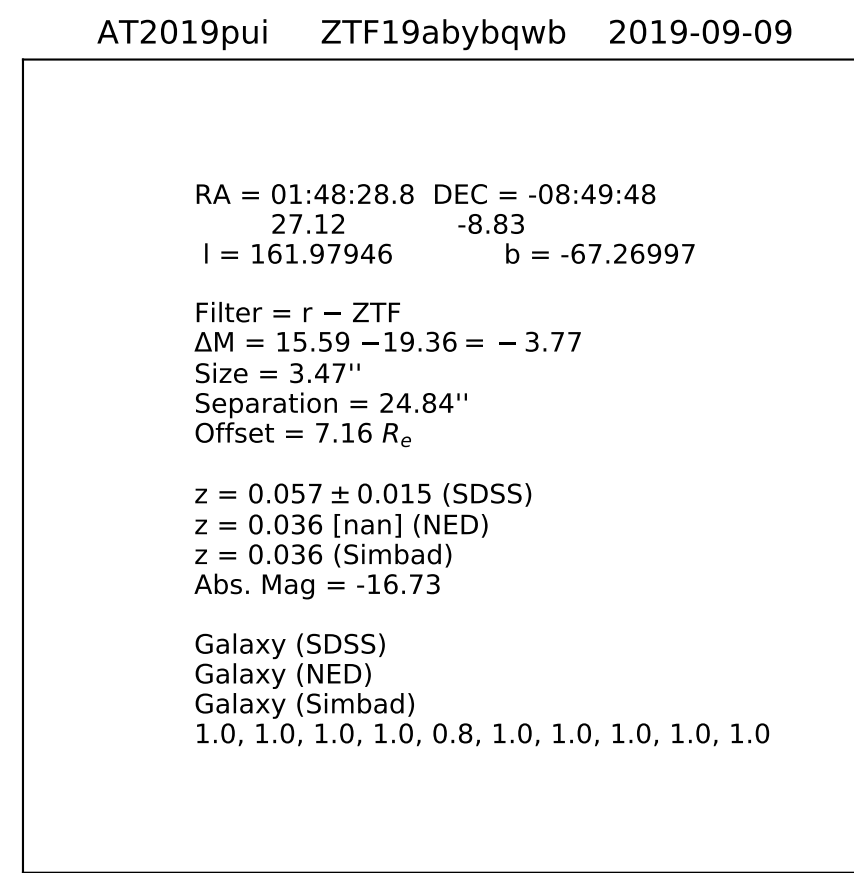 AT2019pui ZTF19abybqwb 2019-09-09
RA = 01:48:28.8 DEC = -08:49:48
27.12 -8.83
l = 161.97946 b = -67.26997
Filter = r − ZTF
ΔM = 15.59 −19.36 = − 3.77
Size = 3.47''
Separation = 24.84''
Offset = 7.16 Rₑ
z = 0.057 ± 0.015 (SDSS)
z = 0.036 [nan] (NED)
z = 0.036 (Simbad)
Abs. Mag = -16.73
Galaxy (SDSS)
Galaxy (NED)
Galaxy (Simbad)
1.0, 1.0, 1.0, 1.0, 0.8, 1.0, 1.0, 1.0, 1.0, 1.0